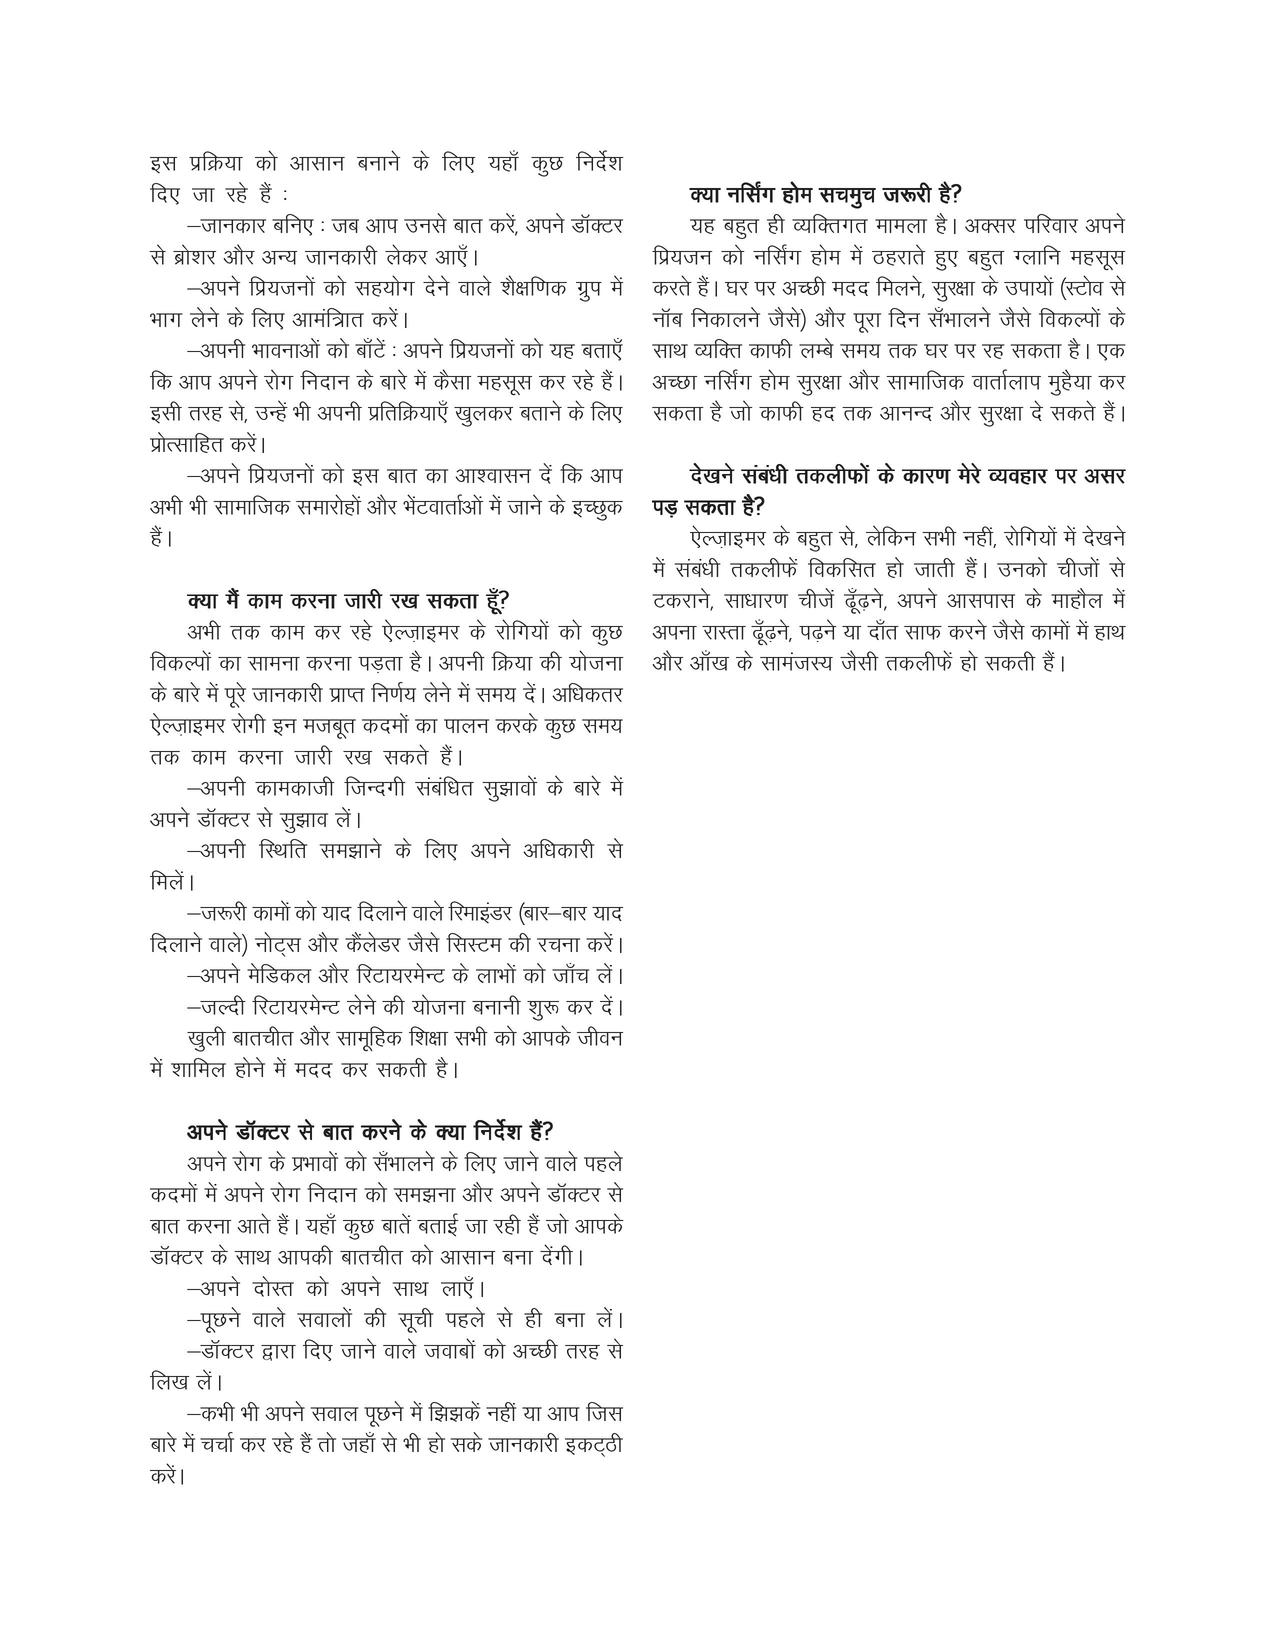 इस प्रक्रिया को आसान बनाने के लिए यहाँ कुछ निर्देश
दिए जा रहे हैं :
–जानकार बनिए : जब आप उनसे बात करें, अपने डॉक्टर
से ब्रोशर और अन्य जानकारी लेकर आएँ।
–अपने प्रियजनों को सहयोग देने वाले शैक्षणिक ग्रुप में
भाग लेने के लिए आमंत्रिात करें।
–अपनी भावनाओं को बाँटें : अपने प्रियजनों को यह बताएँ
कि आप अपने रोग निदान के बारे में कैसा महसूस कर रहे हैं।
इसी तरह से, उन्हें भी अपनी प्रतिक्रियाएँ खुलकर बताने के लिए
प्रोत्साहित करें।
–अपने प्रियजनों को इस बात का आश्वासन दें कि आप
अभी भी सामाजिक समारोहों और भेंटवार्ताओं में जाने के इच्छुक
हैं।
क्या मैं काम करना जारी रख सकता हूँ?
अभी तक काम कर रहे ऐल्ज़ाइमर के रोगियों को कुछ
विकल्पों का सामना करना पड़ता है। अपनी क्रिया की योजना
के बारे में पूरे जानकारी प्राप्त निर्णय लेने में समय दें। अधिकतर
ऐल्ज़ाइमर रोगी इन मजबूत कदमों का पालन करके कुछ समय
तक काम करना जारी रख सकते हैं।
–अपनी कामकाजी जिन्दगी संबंधित सुझावों के बारे में
अपने डॉक्टर से सुझाव लें।
–अपनी स्थिति समझाने के लिए अपने अधिकारी से
मिलें।
–जरूरी कामों को याद दिलाने वाले रिमाइंडर (बार–बार याद
दिलाने वाले) नोट्स और कैंलेडर जैसे सिस्टम की रचना करें।
–अपने मेडिकल और रिटायरमेन्ट के लाभों को जाँच लें।
–जल्दी रिटायरमेन्ट लेने की योजना बनानी शुरू कर दें।
खुली बातचीत और सामूहिक शिक्षा सभी को आपके जीवन
में शामिल होने में मदद कर सकती है।
अपने डॉक्टर से बात करने के क्या निर्देश हैं?
अपने रोग के प्रभावों को सँभालने के लिए जाने वाले पहले
कदमों में अपने रोग निदान को समझना और अपने डॉक्टर से
बात करना आते हैं। यहाँ कुछ बातें बताई जा रही हैं जो आपके
डॉक्टर के साथ आपकी बातचीत को आसान बना देंगी।
–अपने दोस्त को अपने साथ लाएँ।
–पूछने वाले सवालों की सूची पहले से ही बना लें।
–डॉक्टर द्वारा दिए जाने वाले जवाबों को अच्छी तरह से
लिख लें।
–कभी भी अपने सवाल पूछने में झिझकें नहीं या आप जिस
बारे में चर्चा कर रहे हैं तो जहाँ से भी हो सके जानकारी इकट्ठी
करें।
क्या नर्सिंग होम सचमुच जरूरी है?
यह बहुत ही व्यक्तिगत मामला है। अक्सर परिवार अपने
प्रियजन को नर्सिंग होम में ठहराते हुए बहुत ग्लानि महसूस
करते हैं। घर पर अच्छी मदद मिलने, सुरक्षा के उपायों (स्टोव से
नॉब निकालने जैसे) और पूरा दिन सँभालने जैसे विकल्पों के
साथ व्यक्ति काफी लम्बे समय तक घर पर रह सकता है। एक
अच्छा नर्सिंग होम सुरक्षा और सामाजिक वार्तालाप मुहैया कर
सकता है जो काफी हद तक आनन्द और सुरक्षा दे सकते हैं।
देखने संबंधी तकलीफों के कारण मेरे व्यवहार पर असर
पड़ सकता है?
ऐल्ज़ाइमर के बहुत से, लेकिन सभी नहीं, रोगियों में देखने
में संबंधी तकलीफें विकसित हो जाती हैं। उनको चीजों से
टकराने, साधारण चीजें ढूँढ़ने, अपने आसपास के माहौल में
अपना रास्ता ढूँढ़ने, पढ़ने या दाँत साफ करने जैसे कामों में हाथ
और आँख के सामंजस्य जैसी तकलीफें हो सकती हैं।